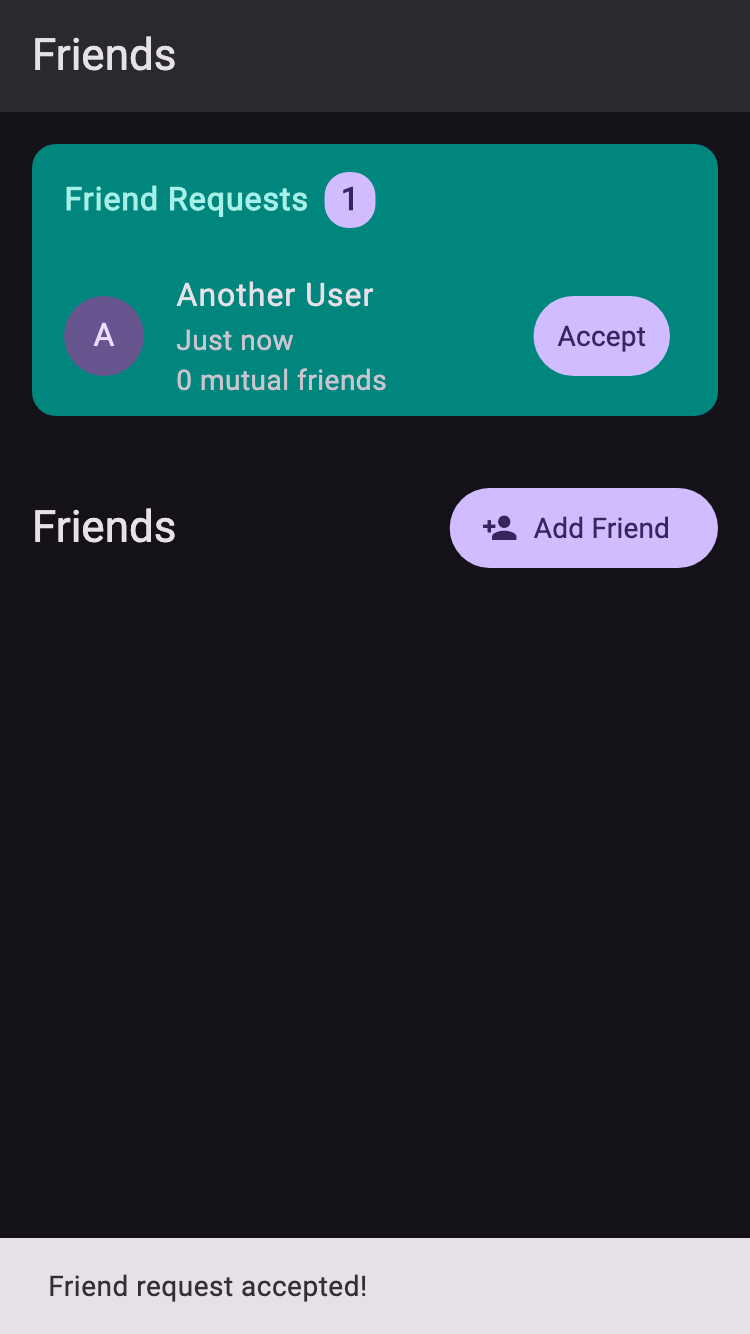 Friends
Friend Requests 1
Another User
A
Just now
Accept
0 mutual friends
Friends
Add Friend
Friend request accepted!